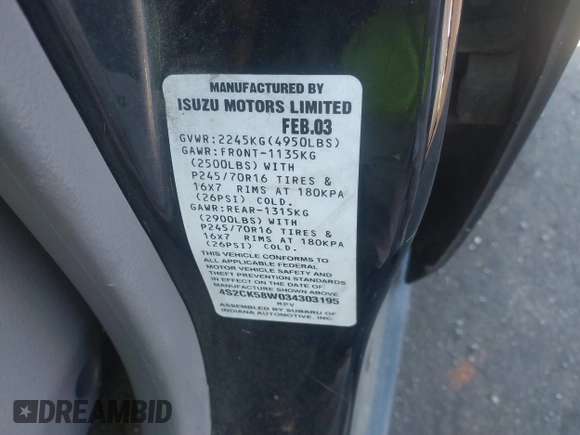 MANUFACTURED BY
ISUZU MOTORS LIMITED
FEB.03
GVWR:2245KG(4950LBS)
GAWR:FRONT-1135KG
(2500LBS) WITH
P245/70R16 TIRES &
16x7 RIMS AT 180KPA
(26PSI) COLD.
GAWR:REAR-1315KG
(2900LBS) WITH
P245/70R16 TIRES &
16x7 RIMS AT 180KPA
(26PSI) COLD.
THIS VEHICLE CONFORMS TO
ALL APPLICABLE FEDERAL
MOTOR VEHICLE SAFETY AND
THEFT PREVENTION STANDARDS
IN EFFECT ON THE DATE OF
MANUFACTURE SHOWN ABOVE
4S2CK58W034303195
KPV
ASSEMBLED BY SUBARU OF
INDIANA AUTOMOTIVE, INC.
DREAMBID